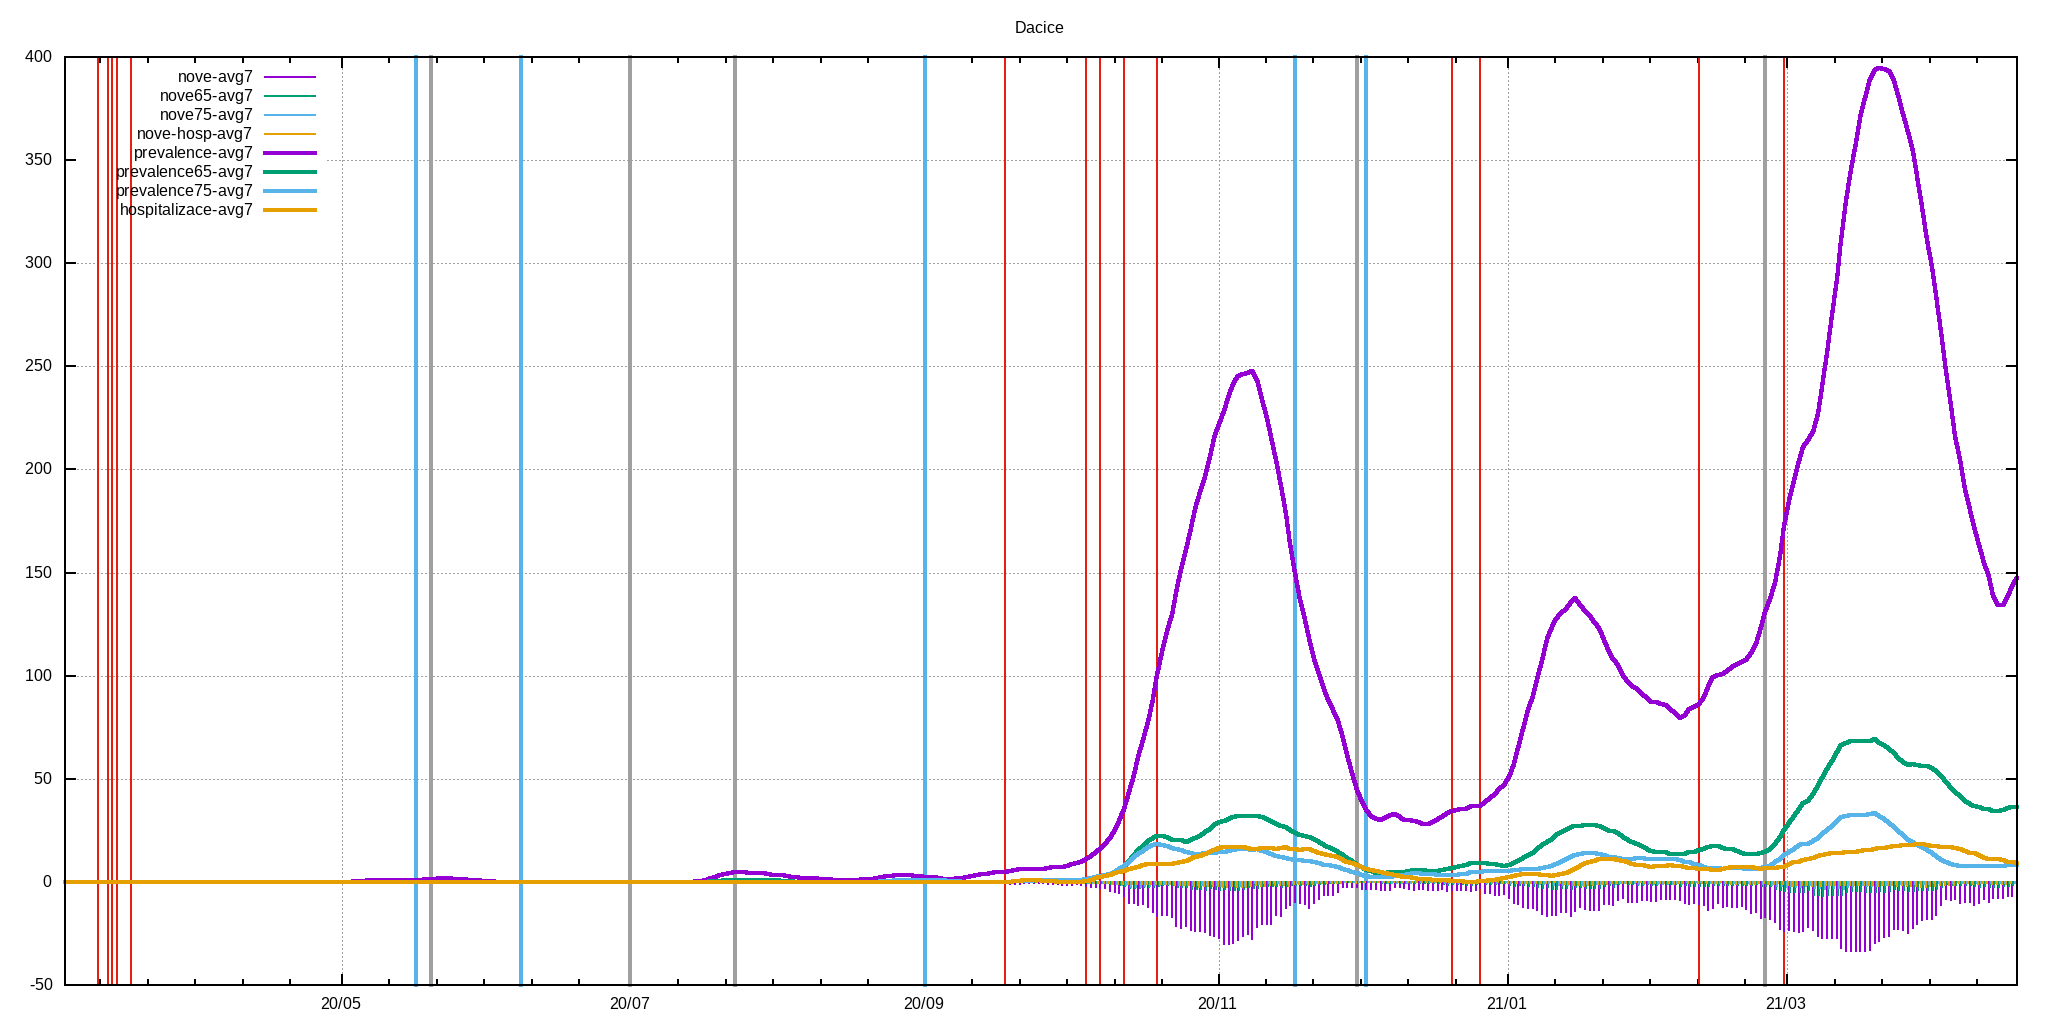 Dacice
400
350
300
250
200
150
100
50
0
-50
nove-avg7
nove65-avg7
nove75-avg7
nove-hosp-avg7
prevalence-avg7
prevalence65-avg7
prevalence75-avg7
hospitalizace-avg7
20/05
20/07
20/09
20/11
21/01
21/03